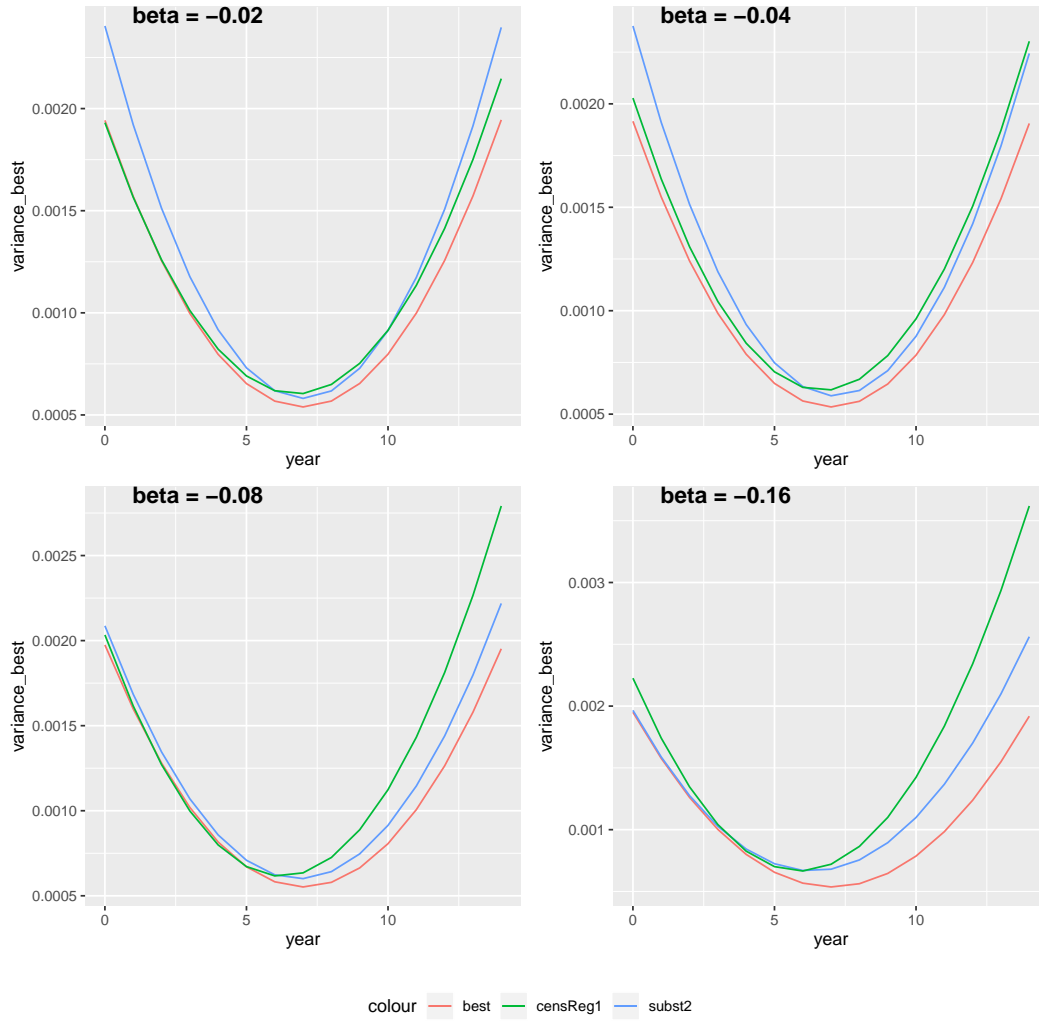 beta = −0.02
0.0020
0.0015
0.0010
0.0005
variance_best
0
5
10
year
beta = −0.04
0.0020
0.0015
0.0010
0.0005
variance_best
0
5
10
year
beta = −0.08
0.0025
0.0020
0.0015
0.0010
0.0005
variance_best
0
5
10
year
beta = −0.16
0.003
0.002
0.001
variance_best
0
5
10
year
colour best censReg1 subst2